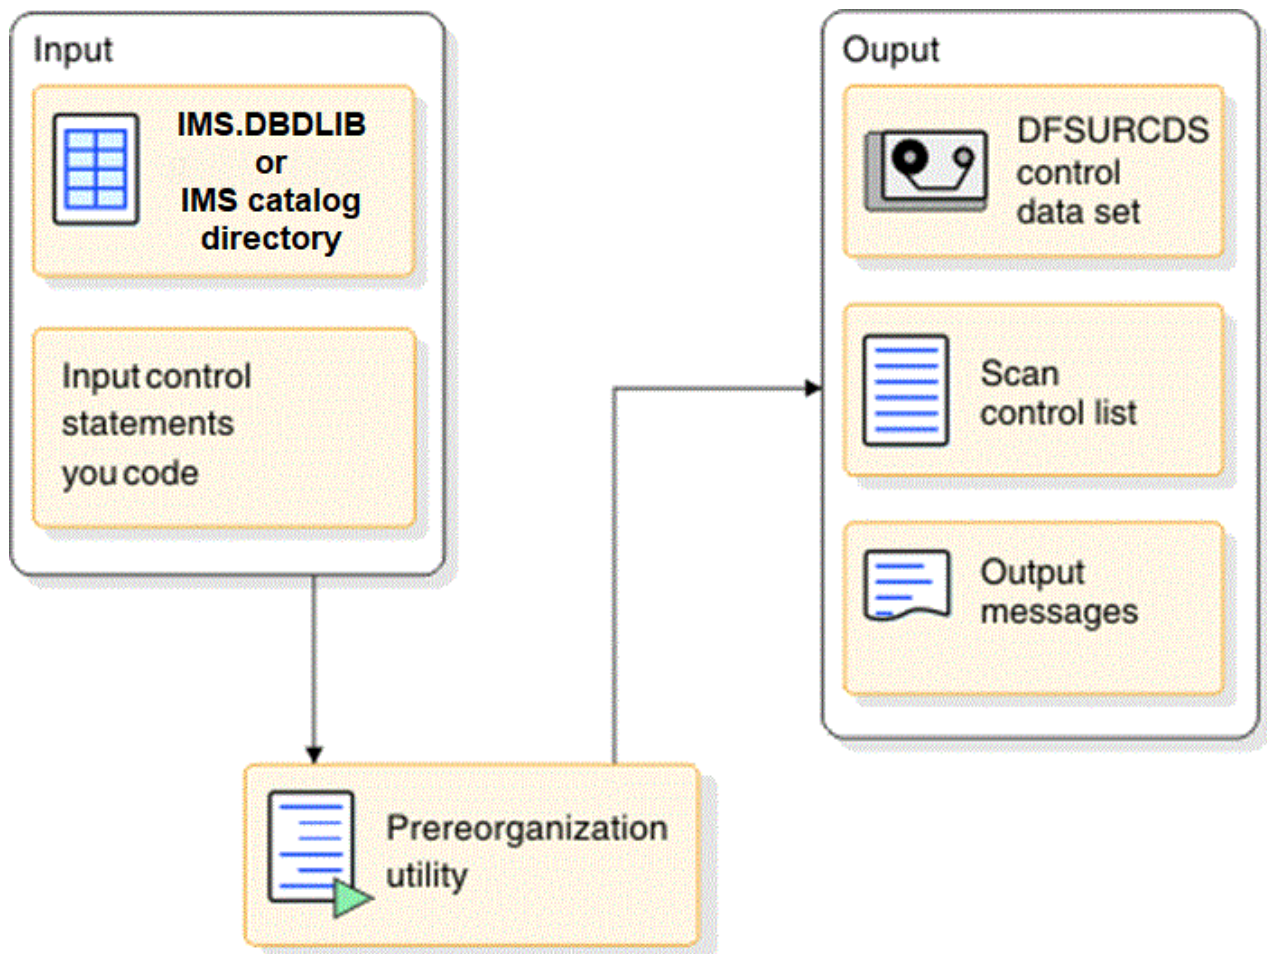 Input
IMS.DBDLIB
or
IMS catalog
directory
Input control
statements
you code
Prereorganization
utility
Ouput
DFSURCDS
control
data set
Scan
control list
Output
messages